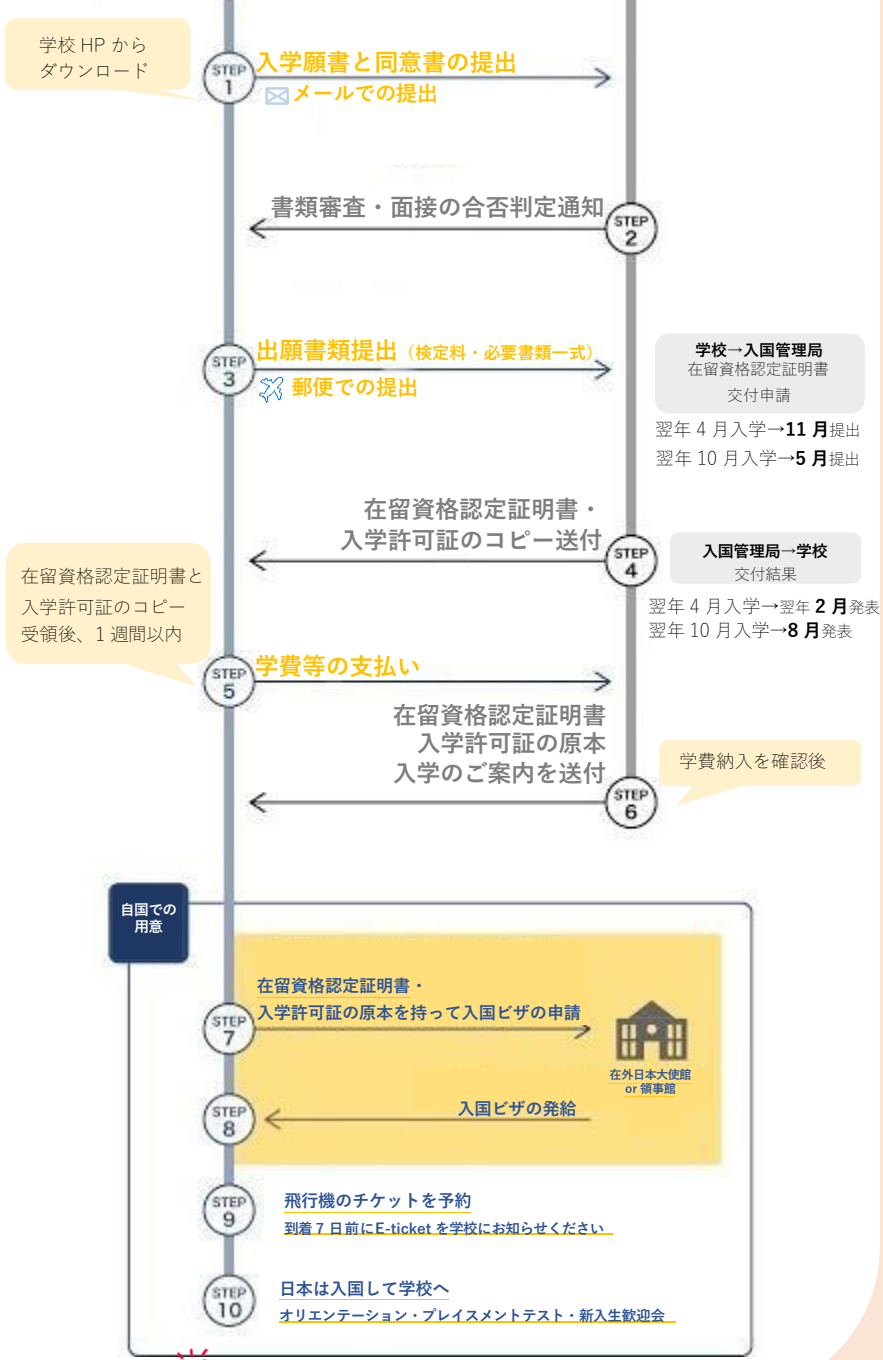 学校 HP から
ダウンロード
STEP
1
入学願書と同意書の提出
メールでの提出
書類審査・面接の合否判定通知
STEP
2
STEP
3
出願書類提出（検定料・必要書類一式）
郵便での提出
学校→入国管理局
在留資格認定証明書
交付申請
翌年 4 月入学→11 月提出
翌年 10 月入学→5 月提出
在留資格認定証明書・
入学許可証のコピー送付
STEP
4
入国管理局→学校
交付結果
翌年 4 月入学→翌年 2 月発表
翌年 10 月入学→8 月発表
在留資格認定証明書と
入学許可証のコピー
受領後、1 週間以内
STEP
5
学費等の支払い
在留資格認定証明書
入学許可証の原本
入学のご案内を送付
STEP
6
学費納入を確認後
自国での
用意
在留資格認定証明書・
入学許可証の原本を持って入国ビザの申請
STEP
7
在外日本大使館
or 領事館
入国ビザの発給
STEP
8
STEP
9
飛行機のチケットを予約
到着 7 日前にE-ticket を学校にお知らせください
STEP
10
日本は入国して学校へ
オリエンテーション・プレイスメントテスト・新入生歓迎会